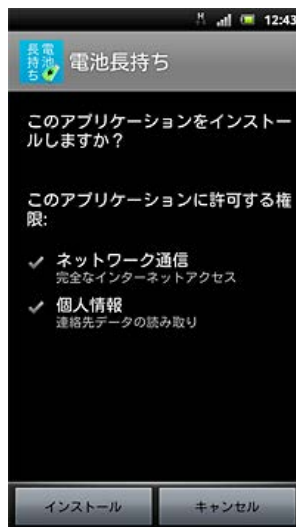 H 12:43
長電
持池
ち
電池長持ち
このアプリケーションをインストー
ルしますか？
このアプリケーションに許可する権
限:
ネットワーク通信
完全なインターネットアクセス
個人情報
連絡先データの読み取り
インストール キャンセル